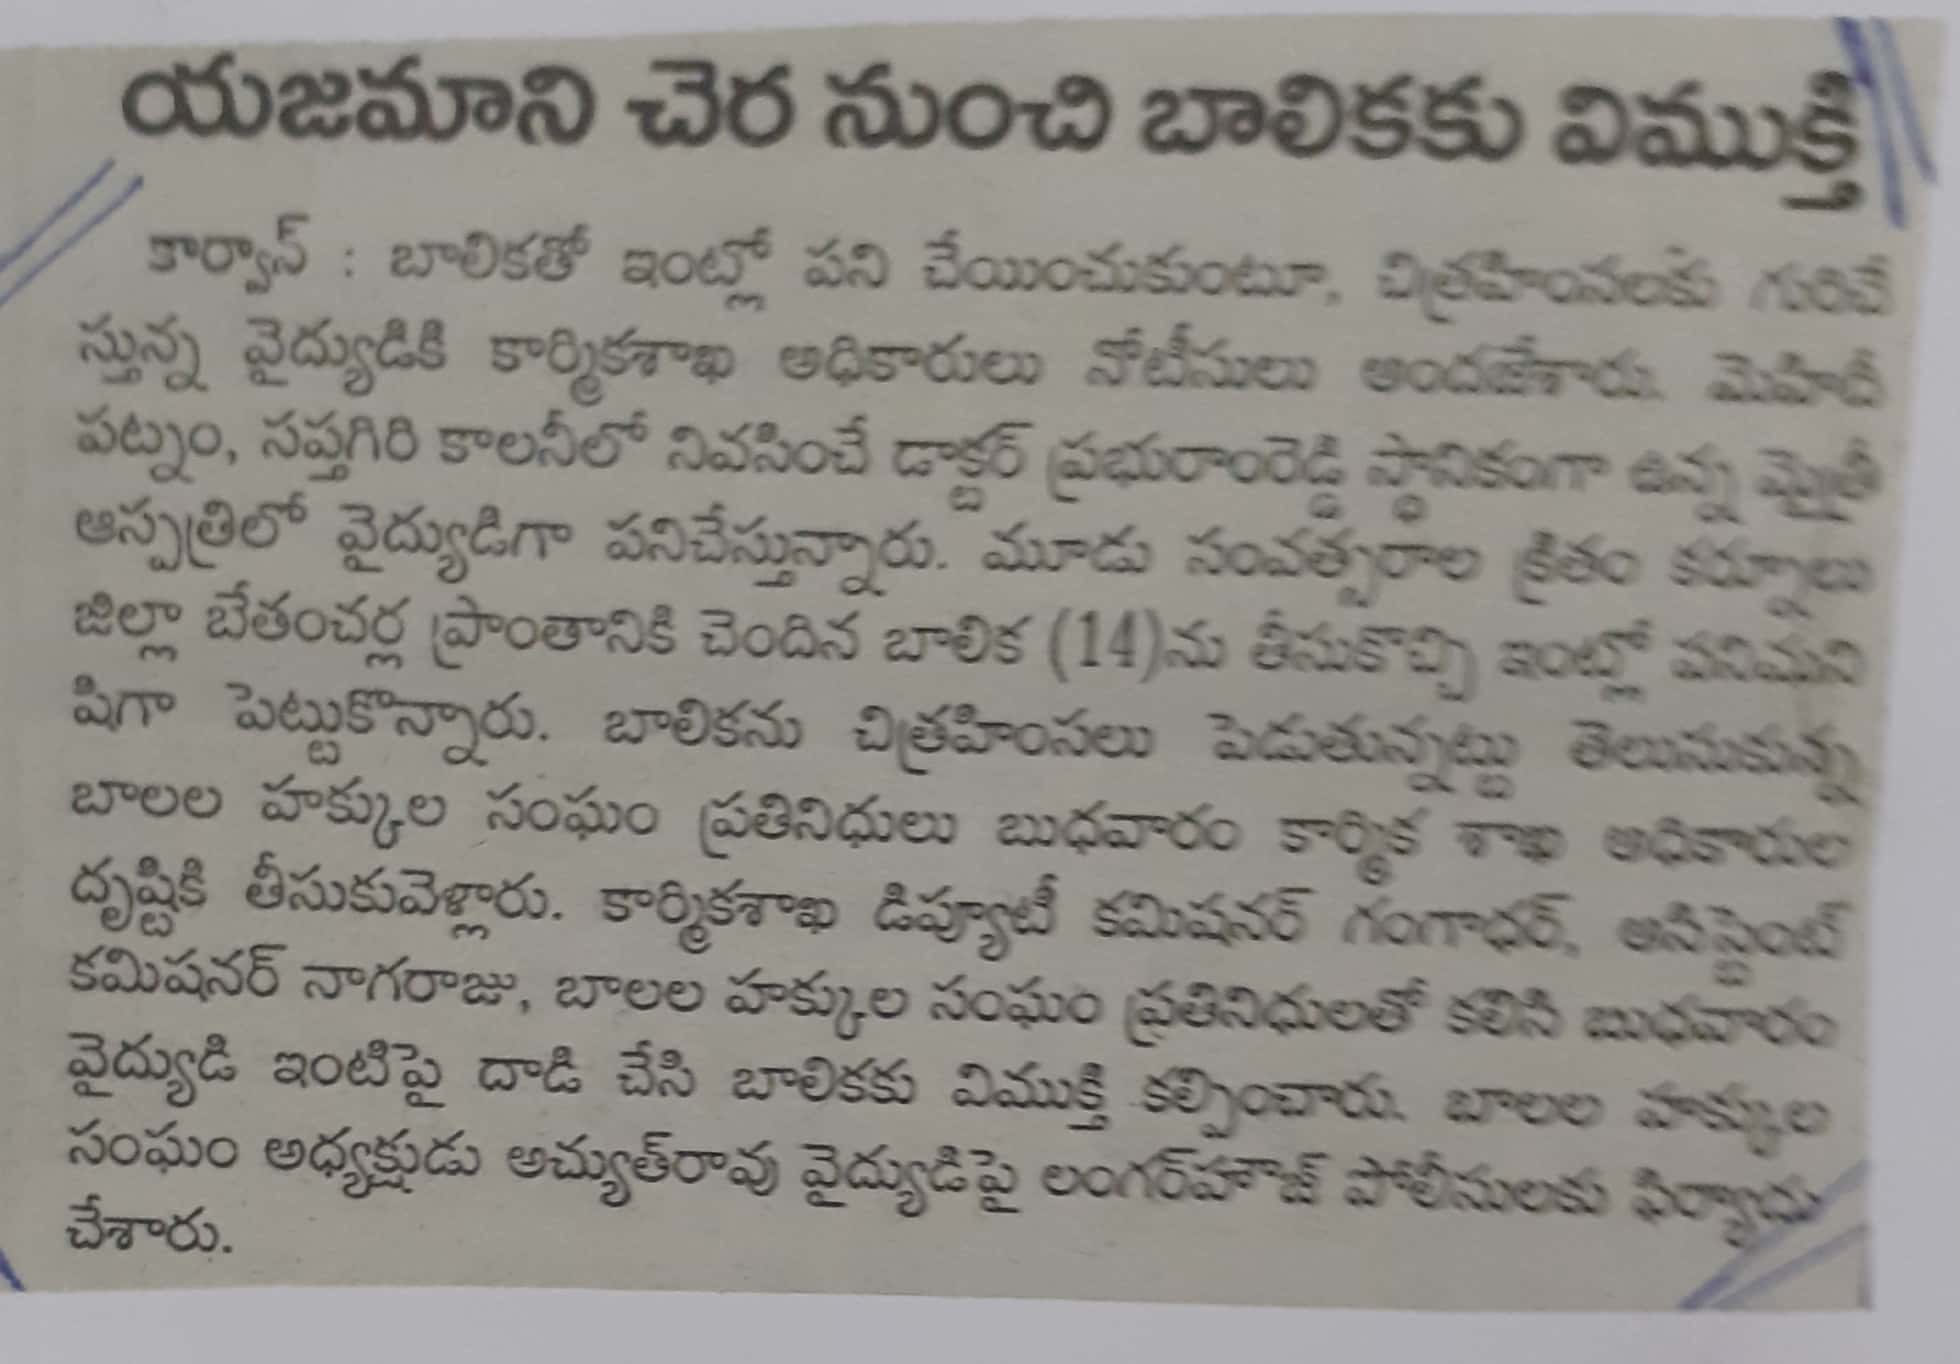 యజమాని చెర నుంచి బాలికకు విముక్తి
కార్వాన్ : బాలికతో ఇంట్లో పని చేయించుకుంటూ, చిత్రహింసలకు గురిచే
స్తున్న వైద్యుడికి కార్మికశాఖ అధికారులు నోటీసులు అందజేశారు. మెహిదీ
పట్నం, సప్తగిరి కాలనీలో నివసించే డాక్టర్ ప్రభురాంరెడ్డి స్థానికంగా ఉన్న మైత్రి
ఆస్పత్రిలో వైద్యుడిగా పనిచేస్తున్నారు. మూడు సంవత్సరాల క్రితం కర్నూలు
జిల్లా బేతంచర్ల ప్రాంతానికి చెందిన బాలిక (14)ను తీసుకొచ్చి ఇంట్లో పనిమని
షిగా పెట్టుకొన్నారు. బాలికను చిత్రహింసలు పెడుతున్నట్టు తెలుసుకున్న
బాలల హక్కుల సంఘం ప్రతినిధులు బుధవారం కార్మిక శాఖ అధికారుల
దృష్టికి తీసుకువెళ్లారు. కార్మికశాఖ డిప్యూటీ కమిషనర్ గంగాధర్, అసిస్టెంట్
కమిషనర్ నాగరాజు, బాలల హక్కుల సంఘం ప్రతినిధులతో కలిసి బుధవారం
వైద్యుడి ఇంటిపై దాడి చేసి బాలికకు విముక్తి కల్పించారు. బాలల హక్కుల
సంఘం అధ్యక్షుడు అచ్యుత్‌రావు వైద్యుడిపై లంగర్‌హౌజ్ పోలీసులకు ఫిర్యాదు
చేశారు.